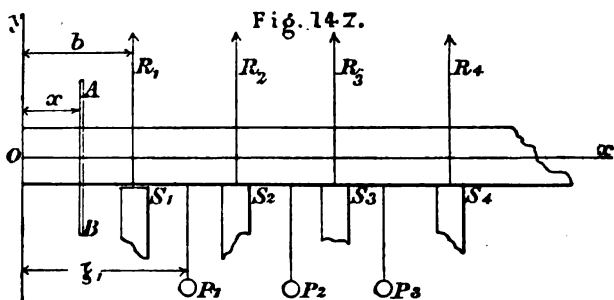 Fig. 147.
y
b
R1 R2 R3 R4
x A
O x
B S1 S2 S3 S4
ξ1 P1 P2 P3